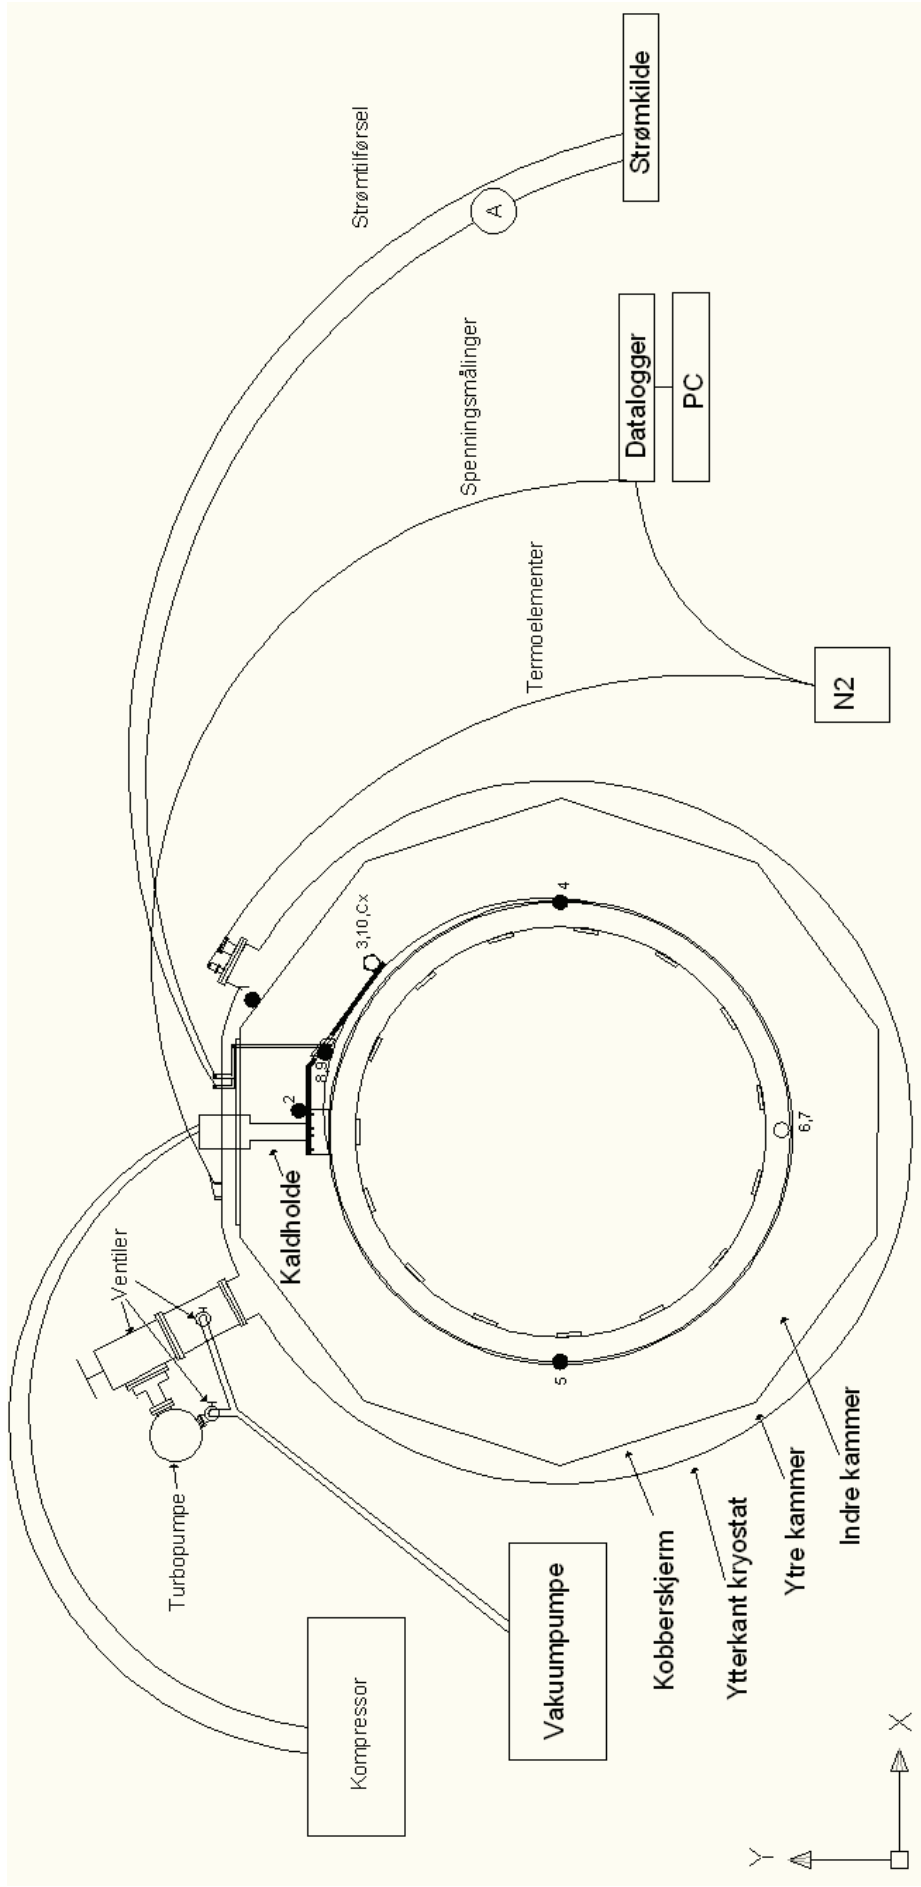 Strømtilførsel
Strømkilde
A
Spenningsmålinger
Datalogger
PC
Termoelementer
N2
3,10,Cx
4
8,9
2
6,7
5
Kaldholde
Ventiler
Turbopumpe
Kompressor
Vakuumpumpe
Kobberskjerm
Ytterkant kryostat
Ytre kammer
Indre kammer
Y
X